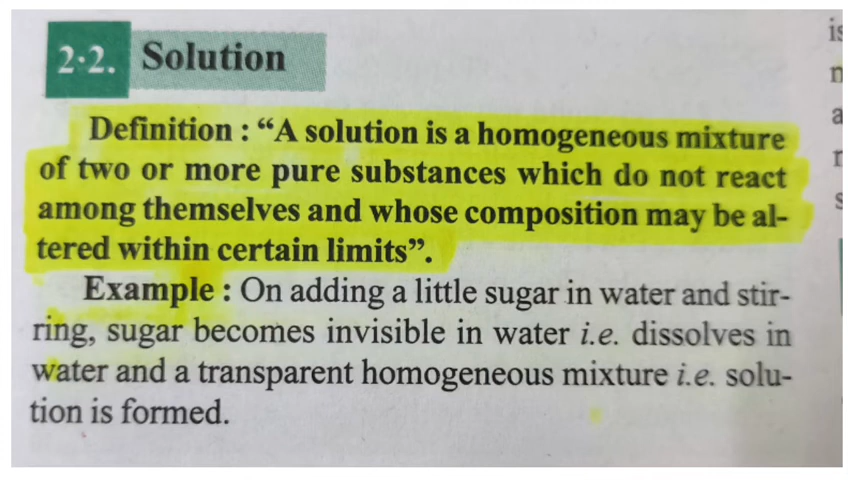 2·2. Solution
Definition : “A solution is a homogeneous mixture
of two or more pure substances which do not react
among themselves and whose composition may be al-
tered within certain limits”.
Example : On adding a little sugar in water and stir-
ring, sugar becomes invisible in water i.e. dissolves in
water and a transparent homogeneous mixture i.e. solu-
tion is formed.